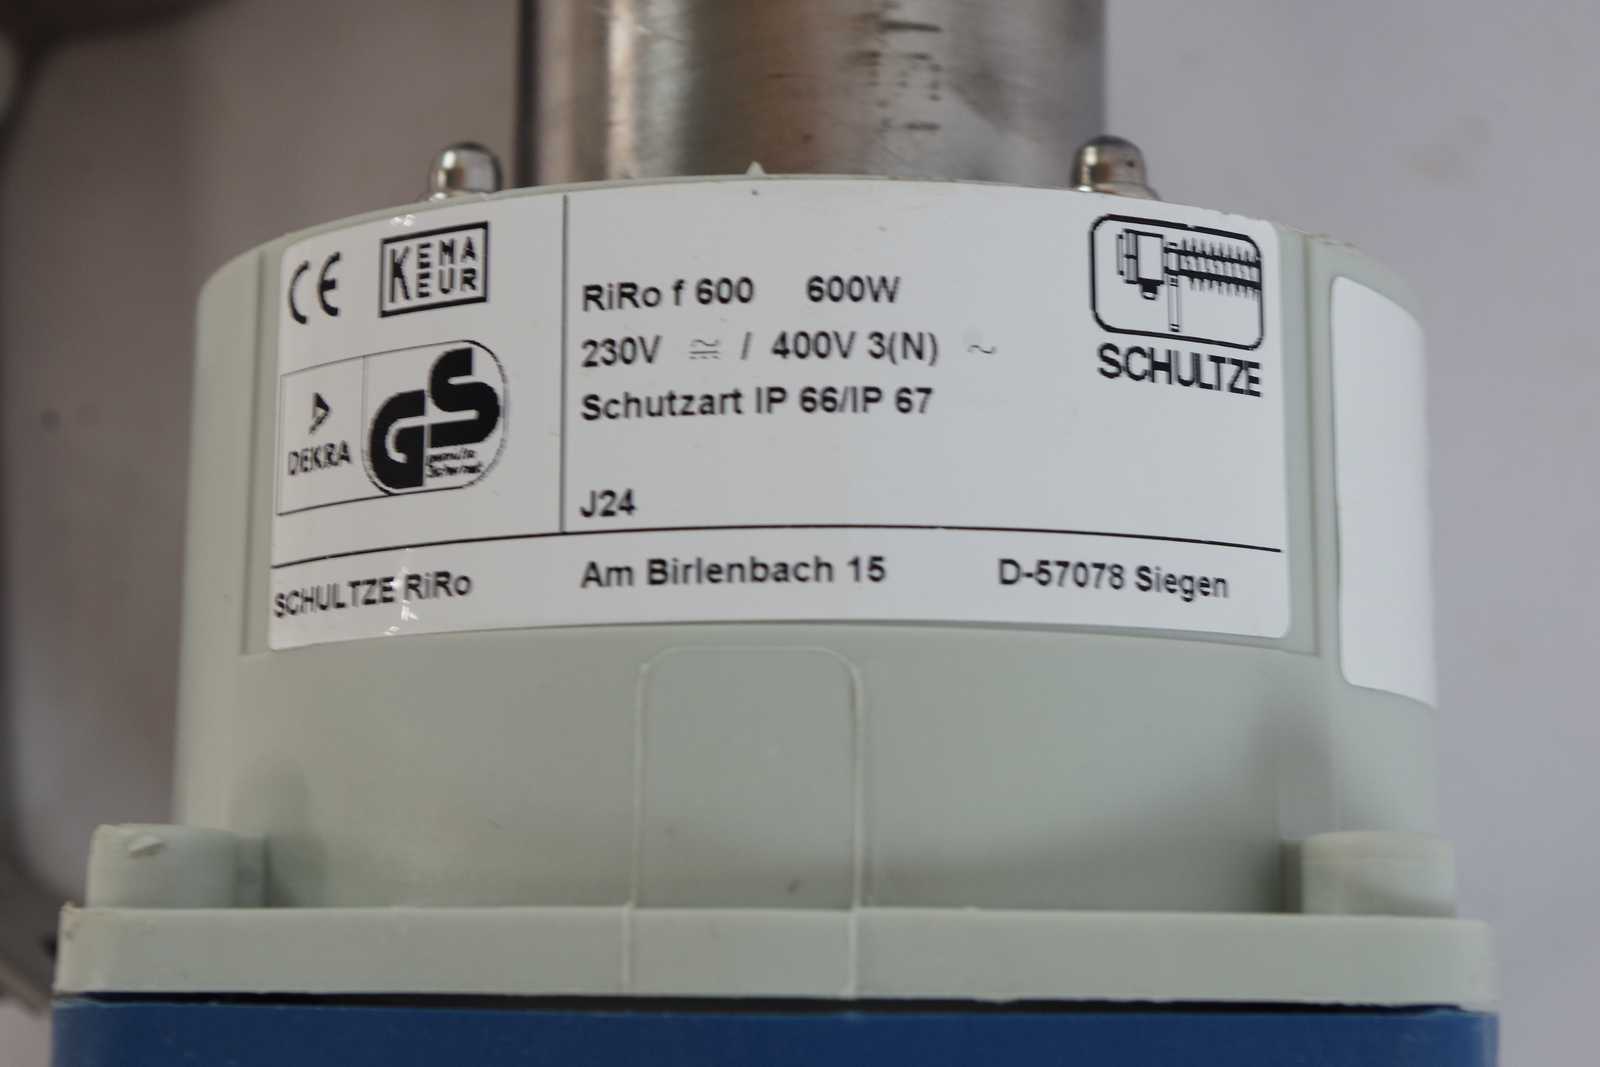 CE
KEMA
KEUR
DEKRA
GS
RiRo f 600 600W
230V ≂ / 400V 3(N) ~
Schutzart IP 66/IP 67
J24
SCHULTZE
SCHULTZE RiRo Am Birlenbach 15 D-57078 Siegen